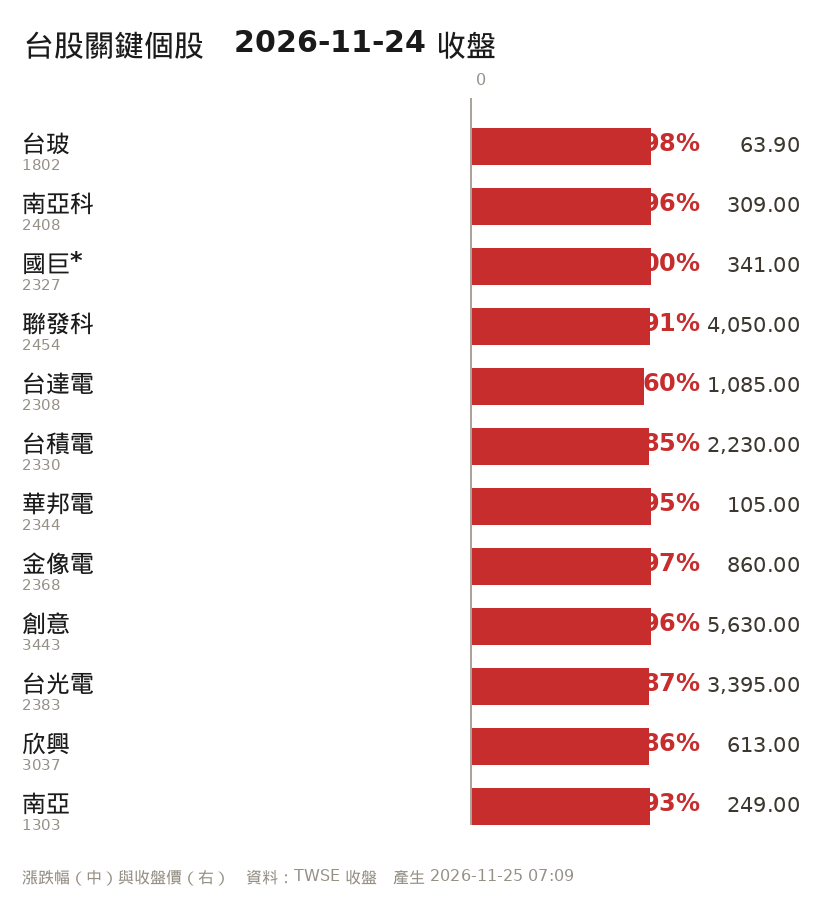 台股關鍵個股 2026-11-24 收盤
0
台玻 98% 63.90
1802
南亞科 96% 309.00
2408
國巨* 00% 341.00
2327
聯發科 91% 4,050.00
2454
台達電 60% 1,085.00
2308
台積電 85% 2,230.00
2330
華邦電 95% 105.00
2344
金像電 97% 860.00
2368
創意 96% 5,630.00
3443
台光電 87% 3,395.00
2383
欣興 86% 613.00
3037
南亞 93% 249.00
1303
漲跌幅（中）與收盤價（右） 資料：TWSE 收盤 產生 2026-11-25 07:09